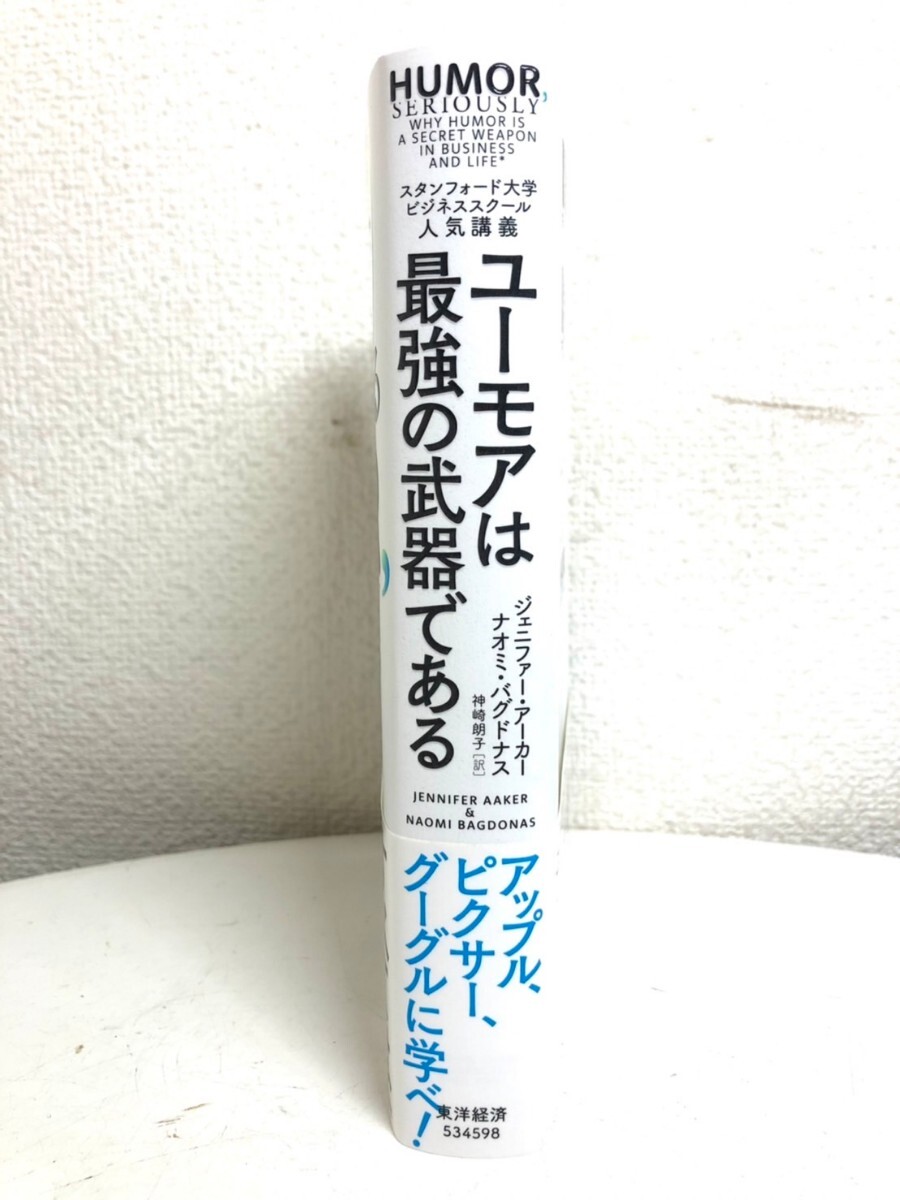 HUMOR,
SERIOUSLY
WHY HUMOR IS
A SECRET WEAPON
IN BUSINESS
AND LIFE*
スタンフォード大学
ビジネススクール
人気講義
ユーモアは
最強の武器である
ジェニファー・アーカー
ナオミ・バグドナス
神崎朗子[訳]
JENNIFER AAKER
&
NAOMI BAGDONAS
アップル、
ピクサー、
グーグルに学べ!
東洋経済
534598